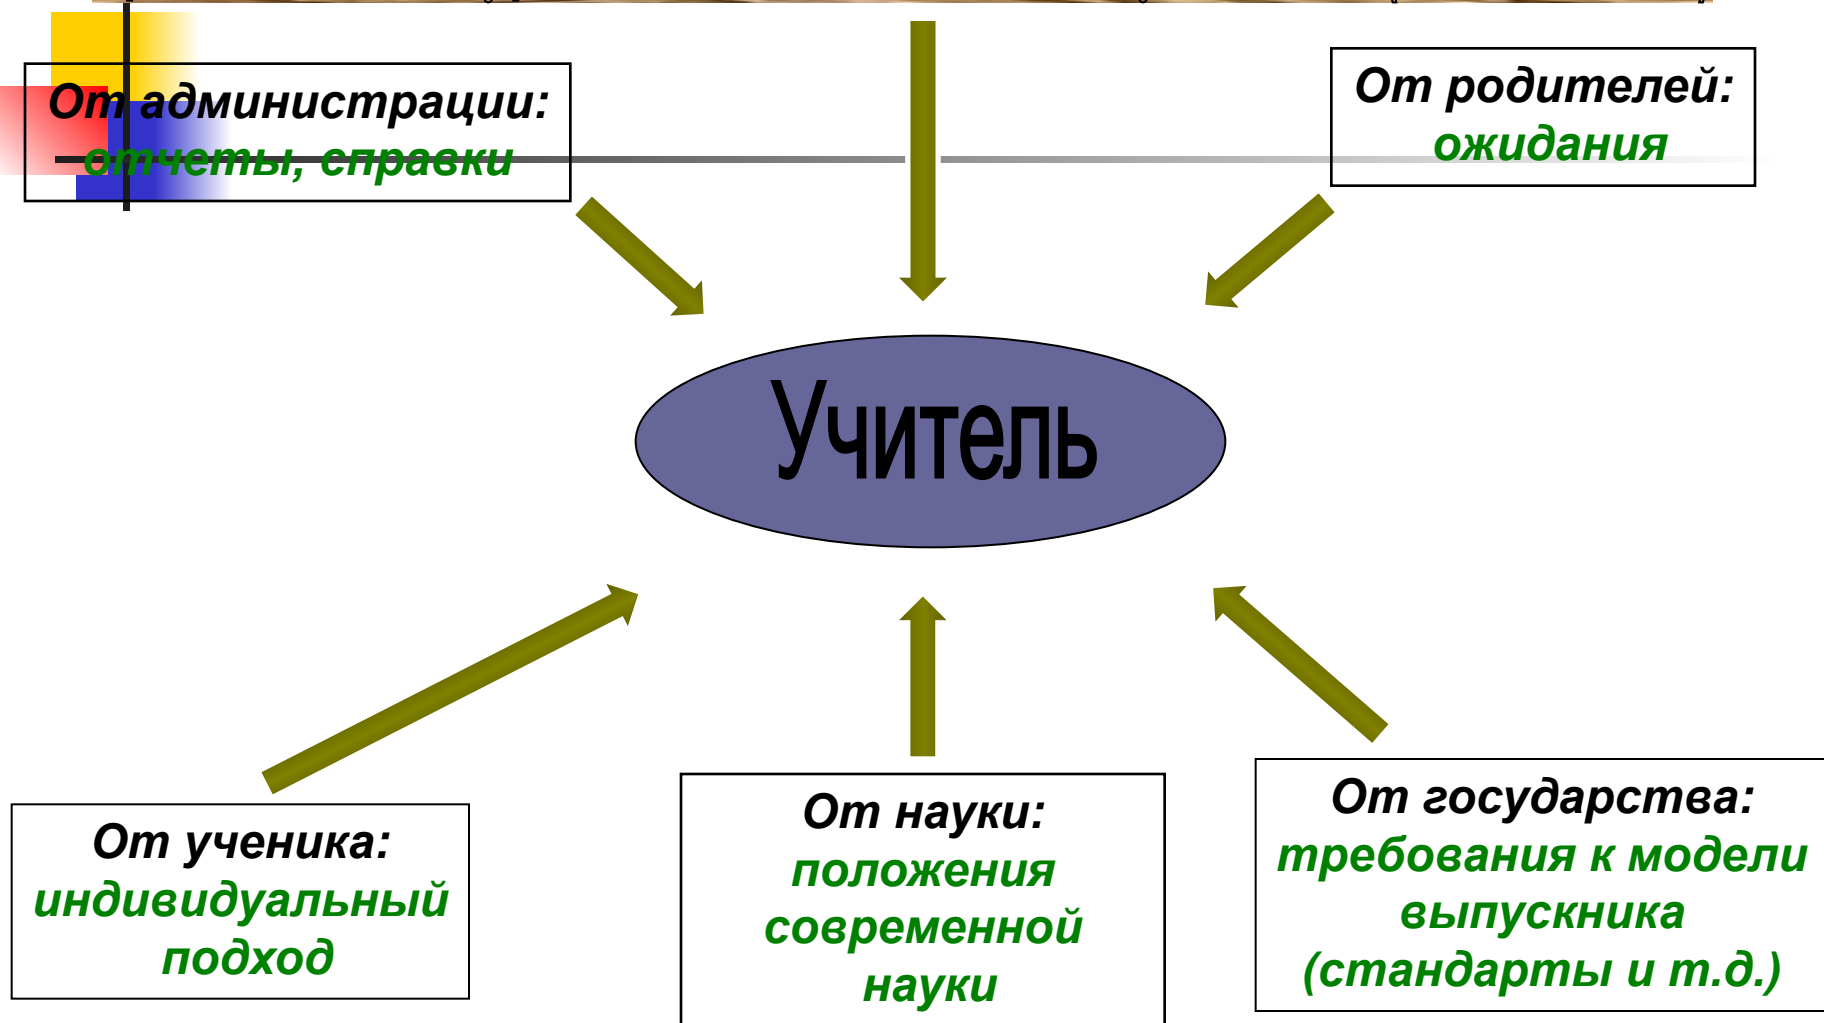 От администрации:
отчеты, справки
От родителей:
ожидания
Учитель
От ученика:
индивидуальный
подход
От науки:
положения
современной
науки
От государства:
требования к модели
выпускника
(стандарты и т.д.)